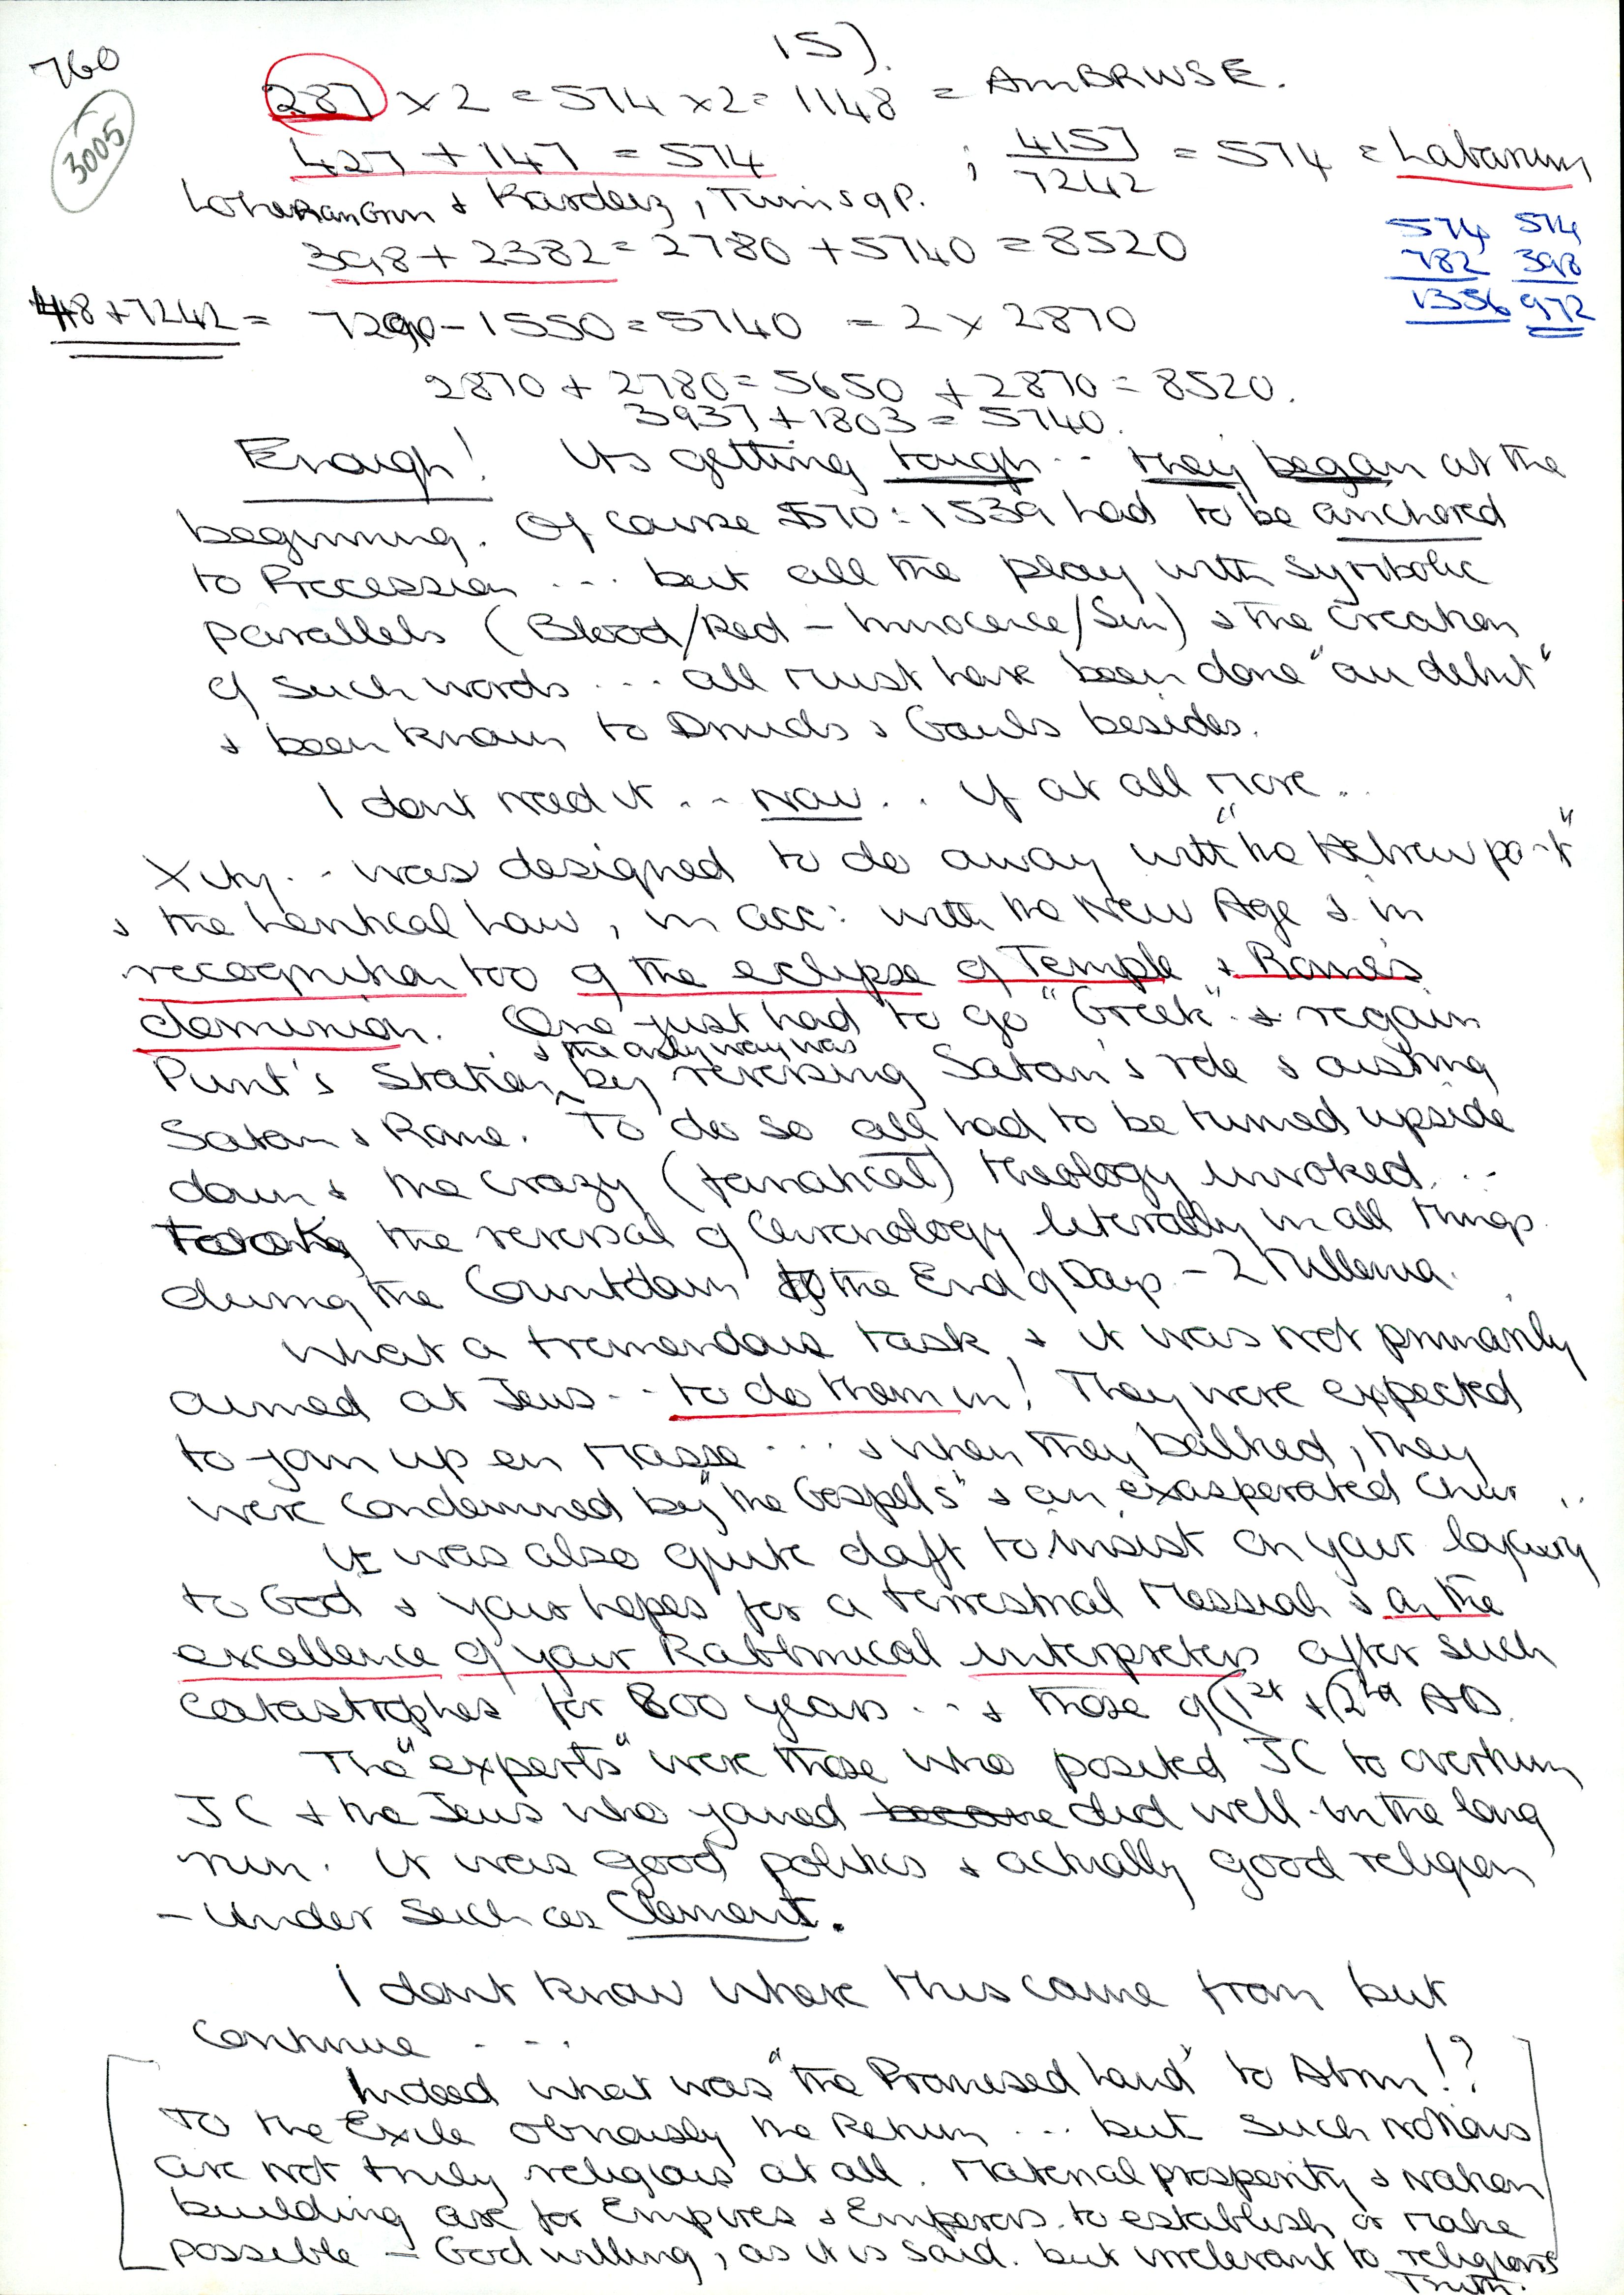 15).
760
3005
287 × 2 = 574 × 2 = 1148 = AmBRWSE.
427 + 147 = 574 ; 4157 = 574 = Labarum
7242
LoheRanGrin & Kardeiz, Twins q P.
398 + 2382 = 2780 + 5740 = 8520
574 574
782 398
1356 972
48 + 7242 = 7290 - 1550 = 5740 = 2 × 2870
2870 + 2780 = 5650 + 2870 = 8520.
3937 + 1803 = 5740.
Enough! Its getting tough .. they began at the
beginning. Of course 570 : 1539 had to be anchored
to Precession ... but all the play with symbolic
parallels (Blood/Red - Innocence/Sin) & the creation
of such words ... all must have been done "au debut"
& been known to Druids & Gauls besides.
I dont need it .. now .. if at all more ..
Xity .. was designed to do away with "the Hebrew part"
& the Levitical Law, in acc: with the New Age & in
recognition too of the eclipse of Temple & Rome's
dominion. One just had to go "Greek" & regain
& the only way was
Punt's Station by reversing Satan's role & ousting
Satan & Rome. To do so all had to be turned upside
down & the crazy (fanatical) theology invoked ...
the reversal of Chronology literally in all things
during the Countdown to the End of Days - 2 Millenia.
What a tremendous task, & it was not primarily
aimed at Jews .. to do them in! They were expected
to join up en masse .... & when they balked, they
were condemned by "the Gospels" & an exasperated Chur ..
It was also quite daft to insist on your loyalty
to God & your hopes for a terrestrial Messiah & on the
excellence of your Rabbinical interpreters after such
catastrophes for 800 years ... & those of (1st + (2nd AD.
The "experts" were those who posited JC to overturn
JC & the Jews who joined became did well in the long
run. It was good politics & actually good religion
- under such as Clement.
I dont know where this came from but
continue ....
Indeed what was "the Promised Land" to Abrm!?
To the Exile obviously the Return ... but such notions
are not truly religious at all. Material prosperity & nation
building are for Empires & Emperors to establish or make
possible - God willing, as it is said. but irrelevant to religious
Truth.